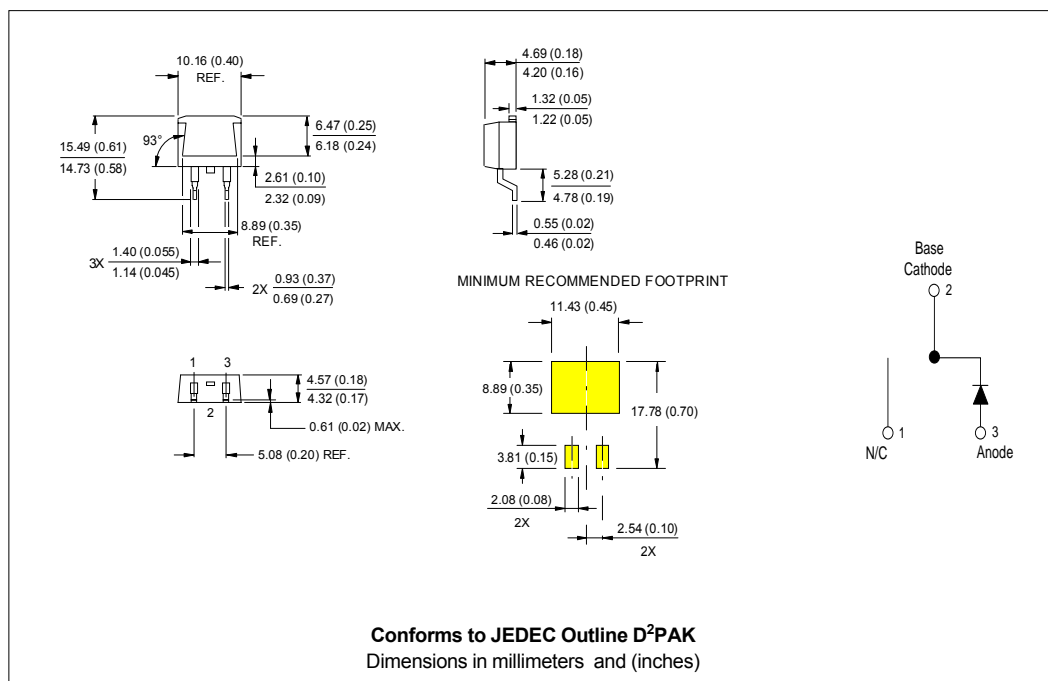 10.16 (0.40)
REF.
15.49 (0.61)
14.73 (0.58)
93°
6.47 (0.25)
6.18 (0.24)
2.61 (0.10)
2.32 (0.09)
8.89 (0.35)
REF.
3X
1.40 (0.055)
1.14 (0.045)
2X
0.93 (0.37)
0.69 (0.27)
4.69 (0.18)
4.20 (0.16)
1.32 (0.05)
1.22 (0.05)
5.28 (0.21)
4.78 (0.19)
0.55 (0.02)
0.46 (0.02)
1 3
2
4.57 (0.18)
4.32 (0.17)
0.61 (0.02) MAX.
5.08 (0.20) REF.
MINIMUM RECOMMENDED FOOTPRINT
11.43 (0.45)
8.89 (0.35)
17.78 (0.70)
3.81 (0.15)
2.08 (0.08)
2X
2.54 (0.10)
2X
Base
Cathode
2
1
N/C
3
Anode
Conforms to JEDEC Outline D²PAK
Dimensions in millimeters and (inches)